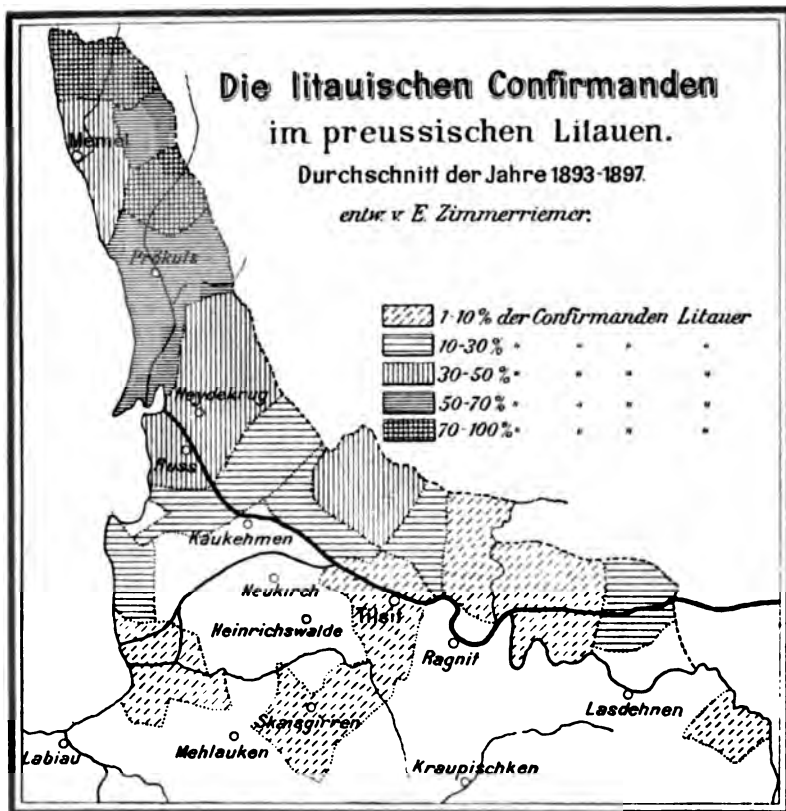 Die litauischen Confirmanden
im preussischen Litauen.
Durchschnitt der Jahre 1893-1897.
entw. v. E. Zimmerriemer.
1-10% der Confirmanden Litauer
10-30% " " " "
30-50% " " " "
50-70% " " " "
70-100% " " " "
Memel
Prökuls
Heydekrug
Russ
Kaukehmen
Neukirch
Heinrichswalde
Tilsit
Ragnit
Skaisgirren
Lasdehnen
Labiau
Mehlauken
Kraupischken